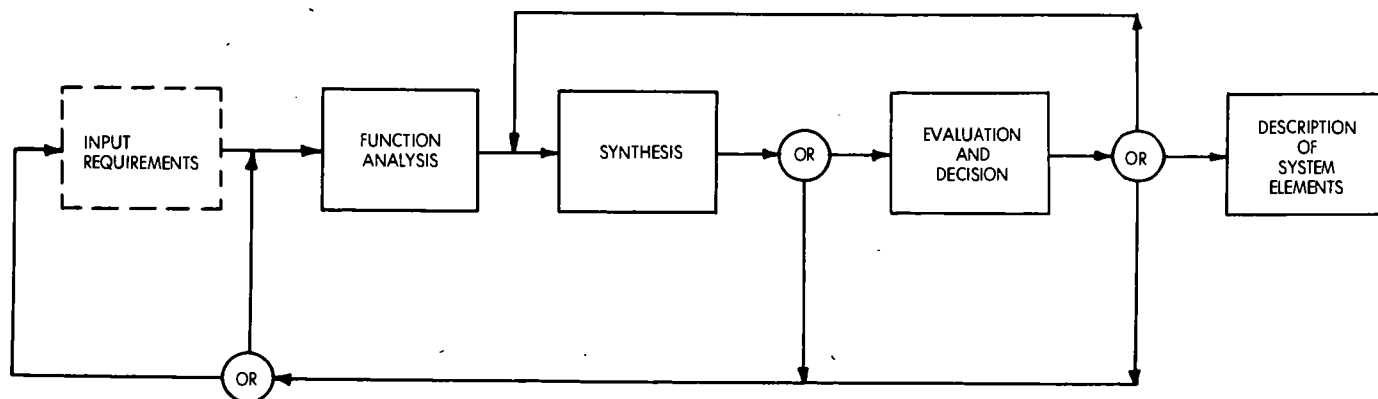 INPUT
REQUIREMENTS
FUNCTION
ANALYSIS
SYNTHESIS
OR
EVALUATION
AND
DECISION
OR
DESCRIPTION
OF
SYSTEM
ELEMENTS
OR